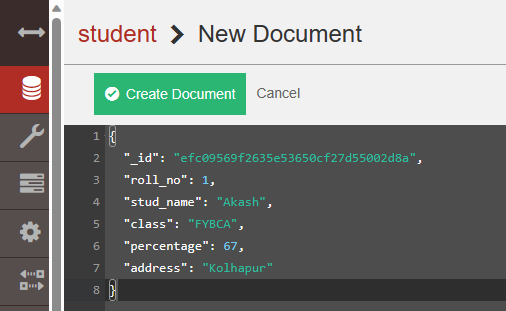 student > New Document
Create Document Cancel
1 {
2 "_id": "efc09569f2635e53650cf27d55002d8a",
3 "roll_no": 1,
4 "stud_name": "Akash",
5 "class": "FYBCA",
6 "percentage": 67,
7 "address": "Kolhapur"
8 }